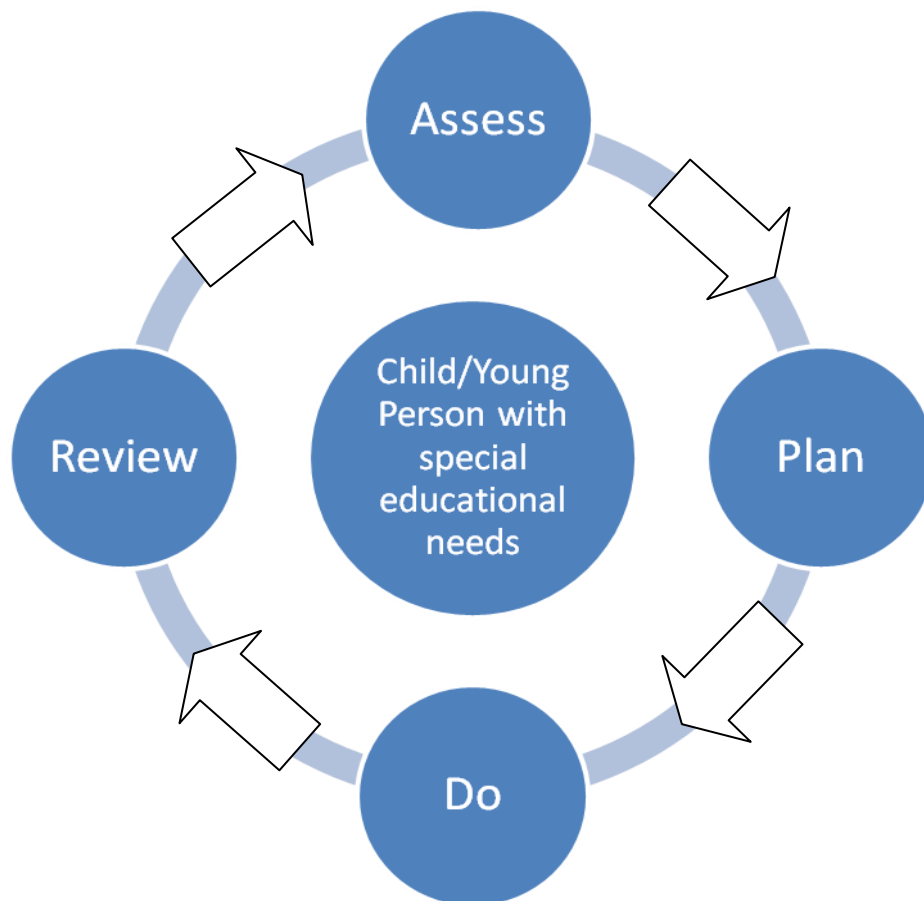 Assess
Child/Young
Person with
special
educational
needs
Review
Plan
Do